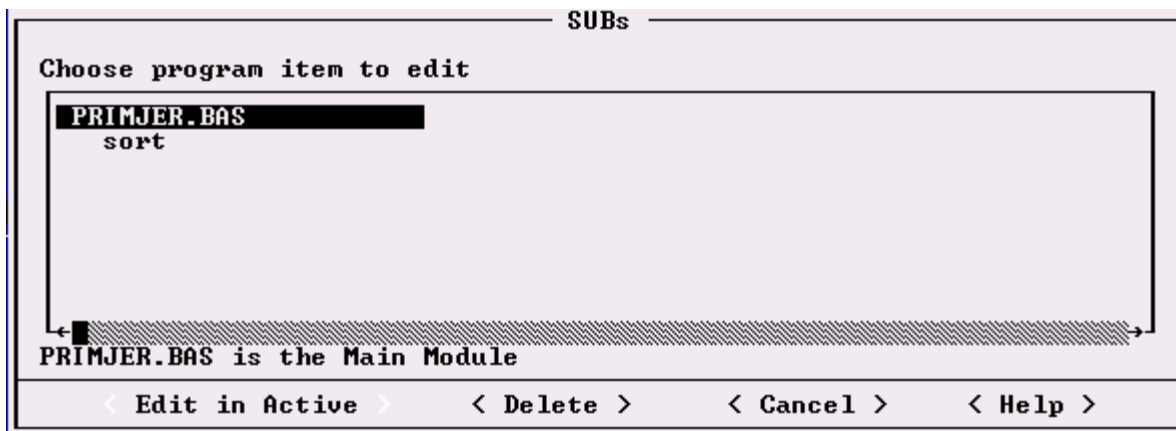 SUBs
Choose program item to edit
PRIMJER.BAS
sort
PRIMJER.BAS is the Main Module
< Edit in Active > < Delete > < Cancel > < Help >